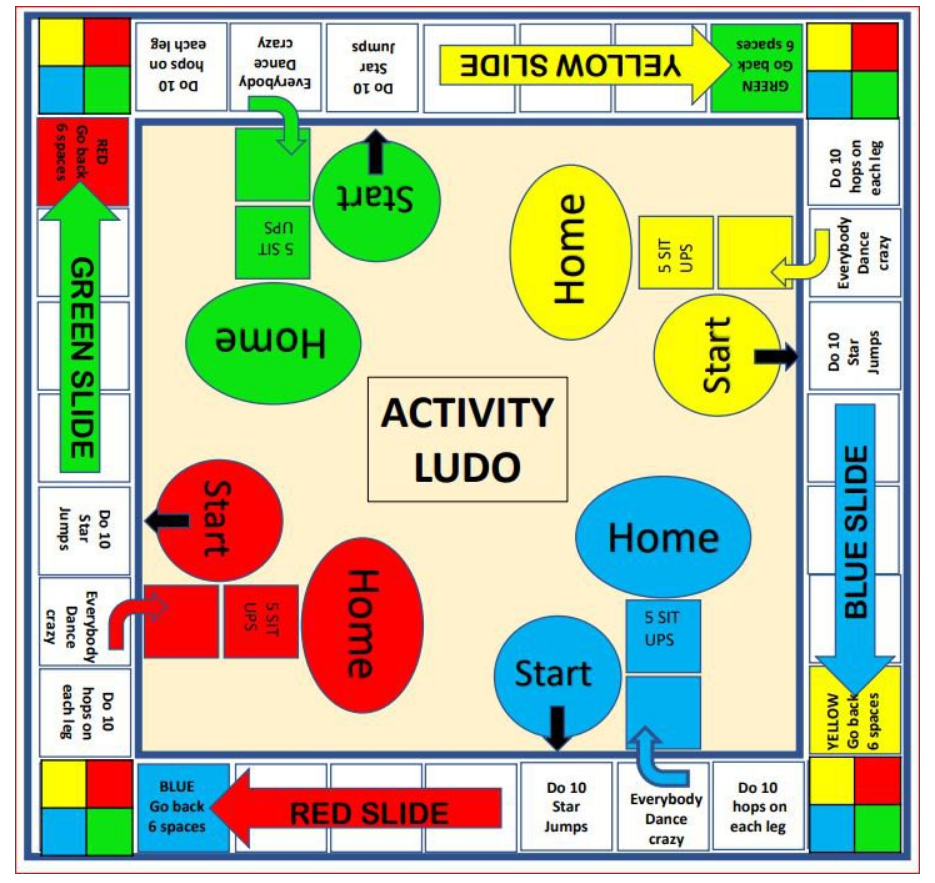 Do 10
hops on
each leg
Everybody
Dance
crazy
Do 10
Star
Jumps
YELLOW SLIDE
GREEN
Go back
6 spaces
RED
Go back
6 spaces
GREEN SLIDE
Do 10
Star
Jumps
Everybody
Dance
crazy
Do 10
hops on
each leg
Start
5 SIT
UPS
Home
Home
5 SIT
UPS
Start
ACTIVITY
LUDO
Start
5 SIT
UPS
Home
Home
5 SIT
UPS
Start
Do 10
hops on
each leg
Everybody
Dance
crazy
Do 10
Star
Jumps
BLUE SLIDE
YELLOW
Go back
6 spaces
BLUE
Go back
6 spaces
RED SLIDE
Do 10
Star
Jumps
Everybody
Dance
crazy
Do 10
hops on
each leg